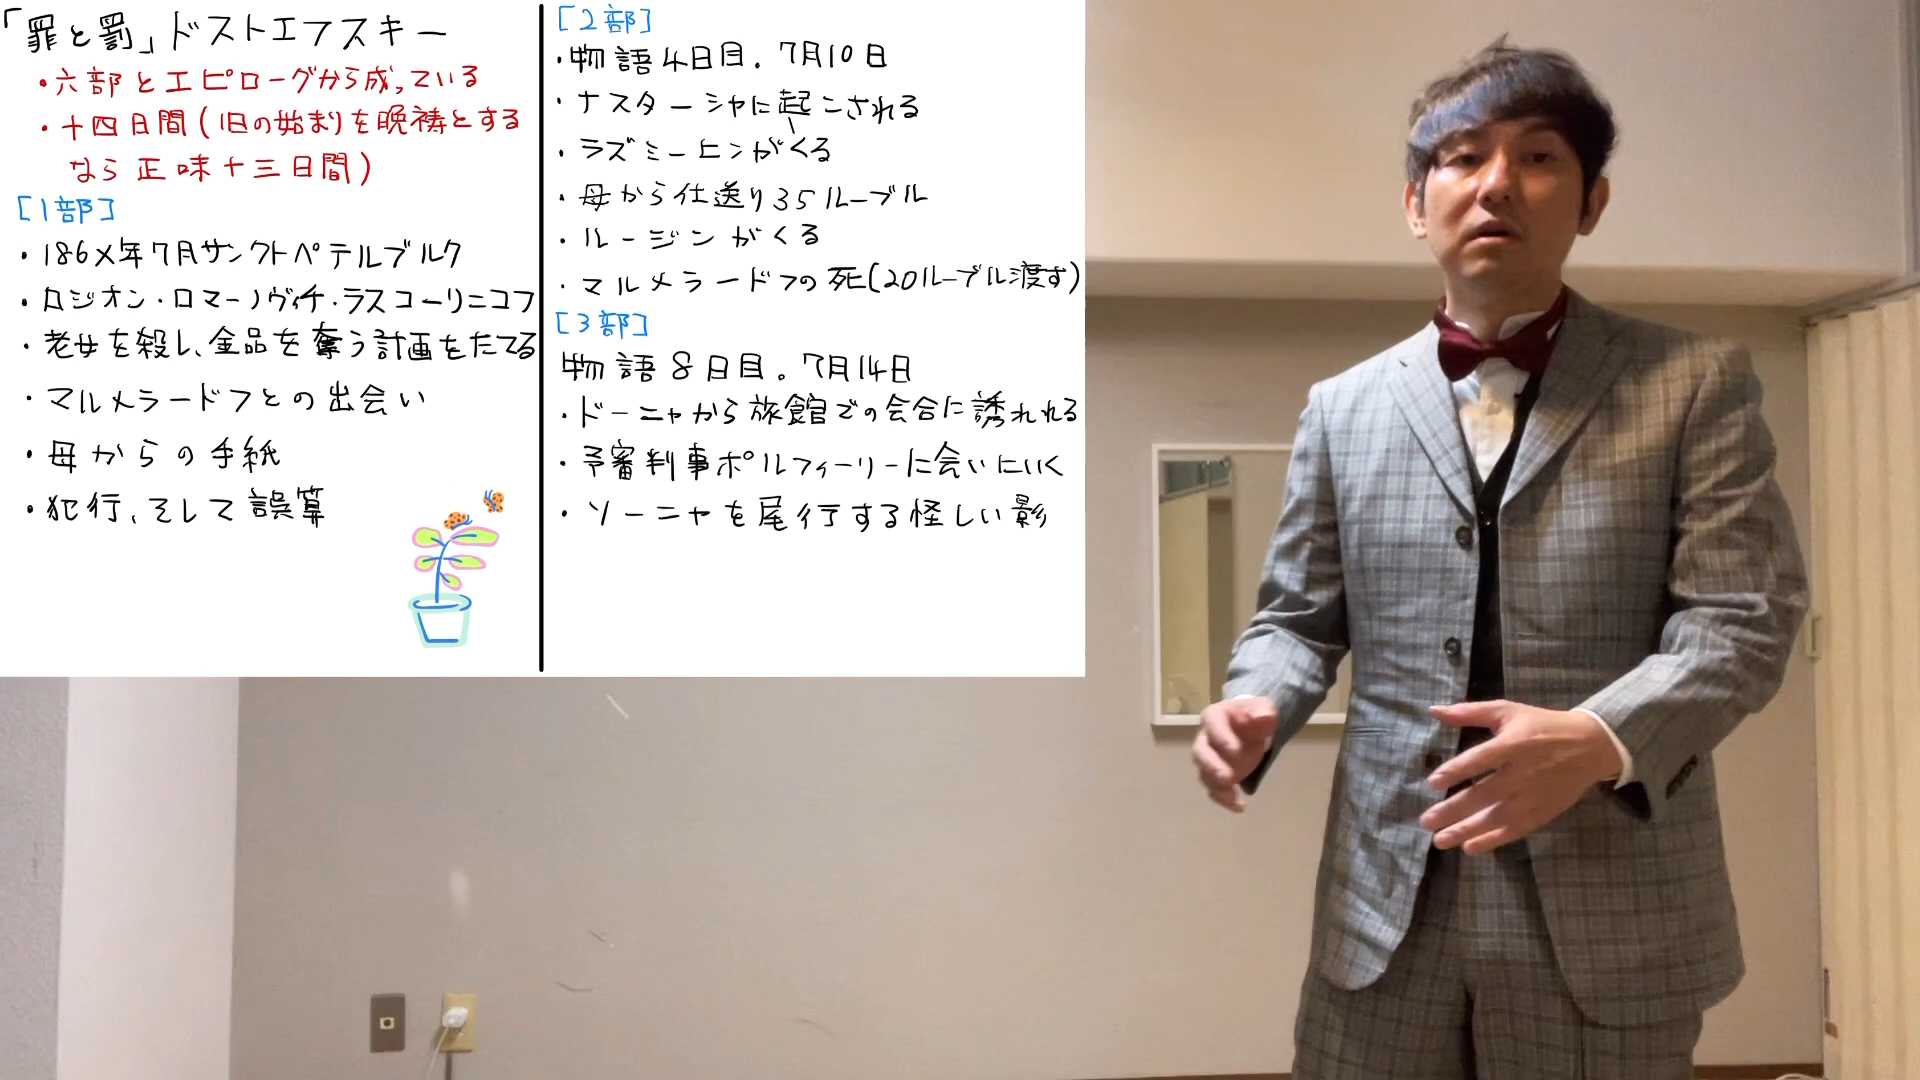 「罪と罰」ドストエフスキー
・六部とエピローグから成っている
・十四日間(旧の始まりを晩祷とする
なら正味十三日間)
[1部]
・186X年7月サンクトペテルブルク
・ロジオン・ロマーノヴィチ・ラスコーリニコフ
・老女を殺し、金品を奪う計画をたてる
・マルメラードフとの出会い
・母からの手紙
・犯行、そして誤算
[2部]
・物語4日目.7月10日
・ナスターシャに起こされる
・ラズミーヒンがくる
・母から仕送り35ルーブル
・ルージンがくる
・マルメラードフの死(20ルーブル渡す)
[3部]
物語8日目。7月14日
・ドーニャから旅館での会合に誘われる
・予審判事ポルフィーリーに会いにいく
・ソーニャを尾行する怪しい影